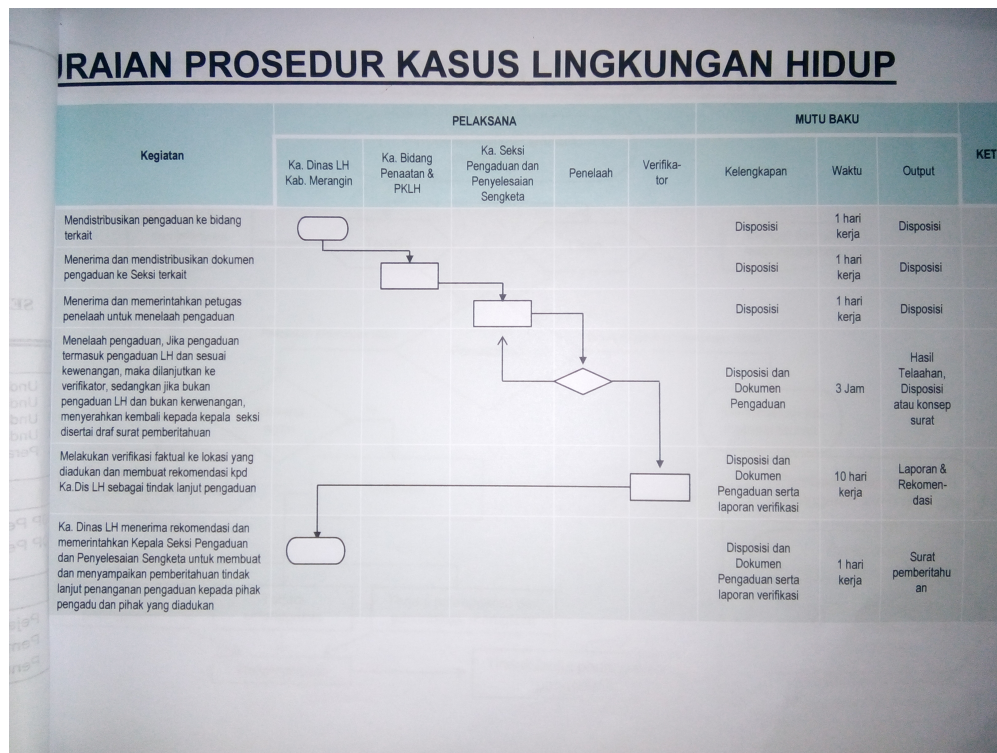 URAIAN PROSEDUR KASUS LINGKUNGAN HIDUP
Kegiatan
PELAKSANA
MUTU BAKU
KET
Ka. Dinas LH
Kab. Merangin
Ka. Bidang
Penaatan &
PKLH
Ka. Seksi
Pengaduan dan
Penyelesaian
Sengketa
Penelaah
Verifika-
tor
Kelengkapan
Waktu
Output
Mendistribusikan pengaduan ke bidang
terkait
Disposisi
1 hari
kerja
Disposisi
Menerima dan mendistribusikan dokumen
pengaduan ke Seksi terkait
Disposisi
1 hari
kerja
Disposisi
Menerima dan memerintahkan petugas
penelaah untuk menelaah pengaduan
Disposisi
1 hari
kerja
Disposisi
Menelaah pengaduan, Jika pengaduan
termasuk pengaduan LH dan sesuai
kewenangan, maka dilanjutkan ke
verifikator, sedangkan jika bukan
pengaduan LH dan bukan kerwenangan,
menyerahkan kembali kepada kepala seksi
disertai draf surat pemberitahuan
Disposisi dan
Dokumen
Pengaduan
3 Jam
Hasil
Telaahan,
Disposisi
atau konsep
surat
Melakukan verifikasi faktual ke lokasi yang
diadukan dan membuat rekomendasi kpd
Ka.Dis LH sebagai tindak lanjut pengaduan
Disposisi dan
Dokumen
Pengaduan serta
laporan verifikasi
10 hari
kerja
Laporan &
Rekomen-
dasi
Ka. Dinas LH menerima rekomendasi dan
memerintahkan Kepala Seksi Pengaduan
dan Penyelesaian Sengketa untuk membuat
dan menyampaikan pemberitahuan tindak
lanjut penanganan pengaduan kepada pihak
pengadu dan pihak yang diadukan
Disposisi dan
Dokumen
Pengaduan serta
laporan verifikasi
1 hari
kerja
Surat
pemberitahu
an